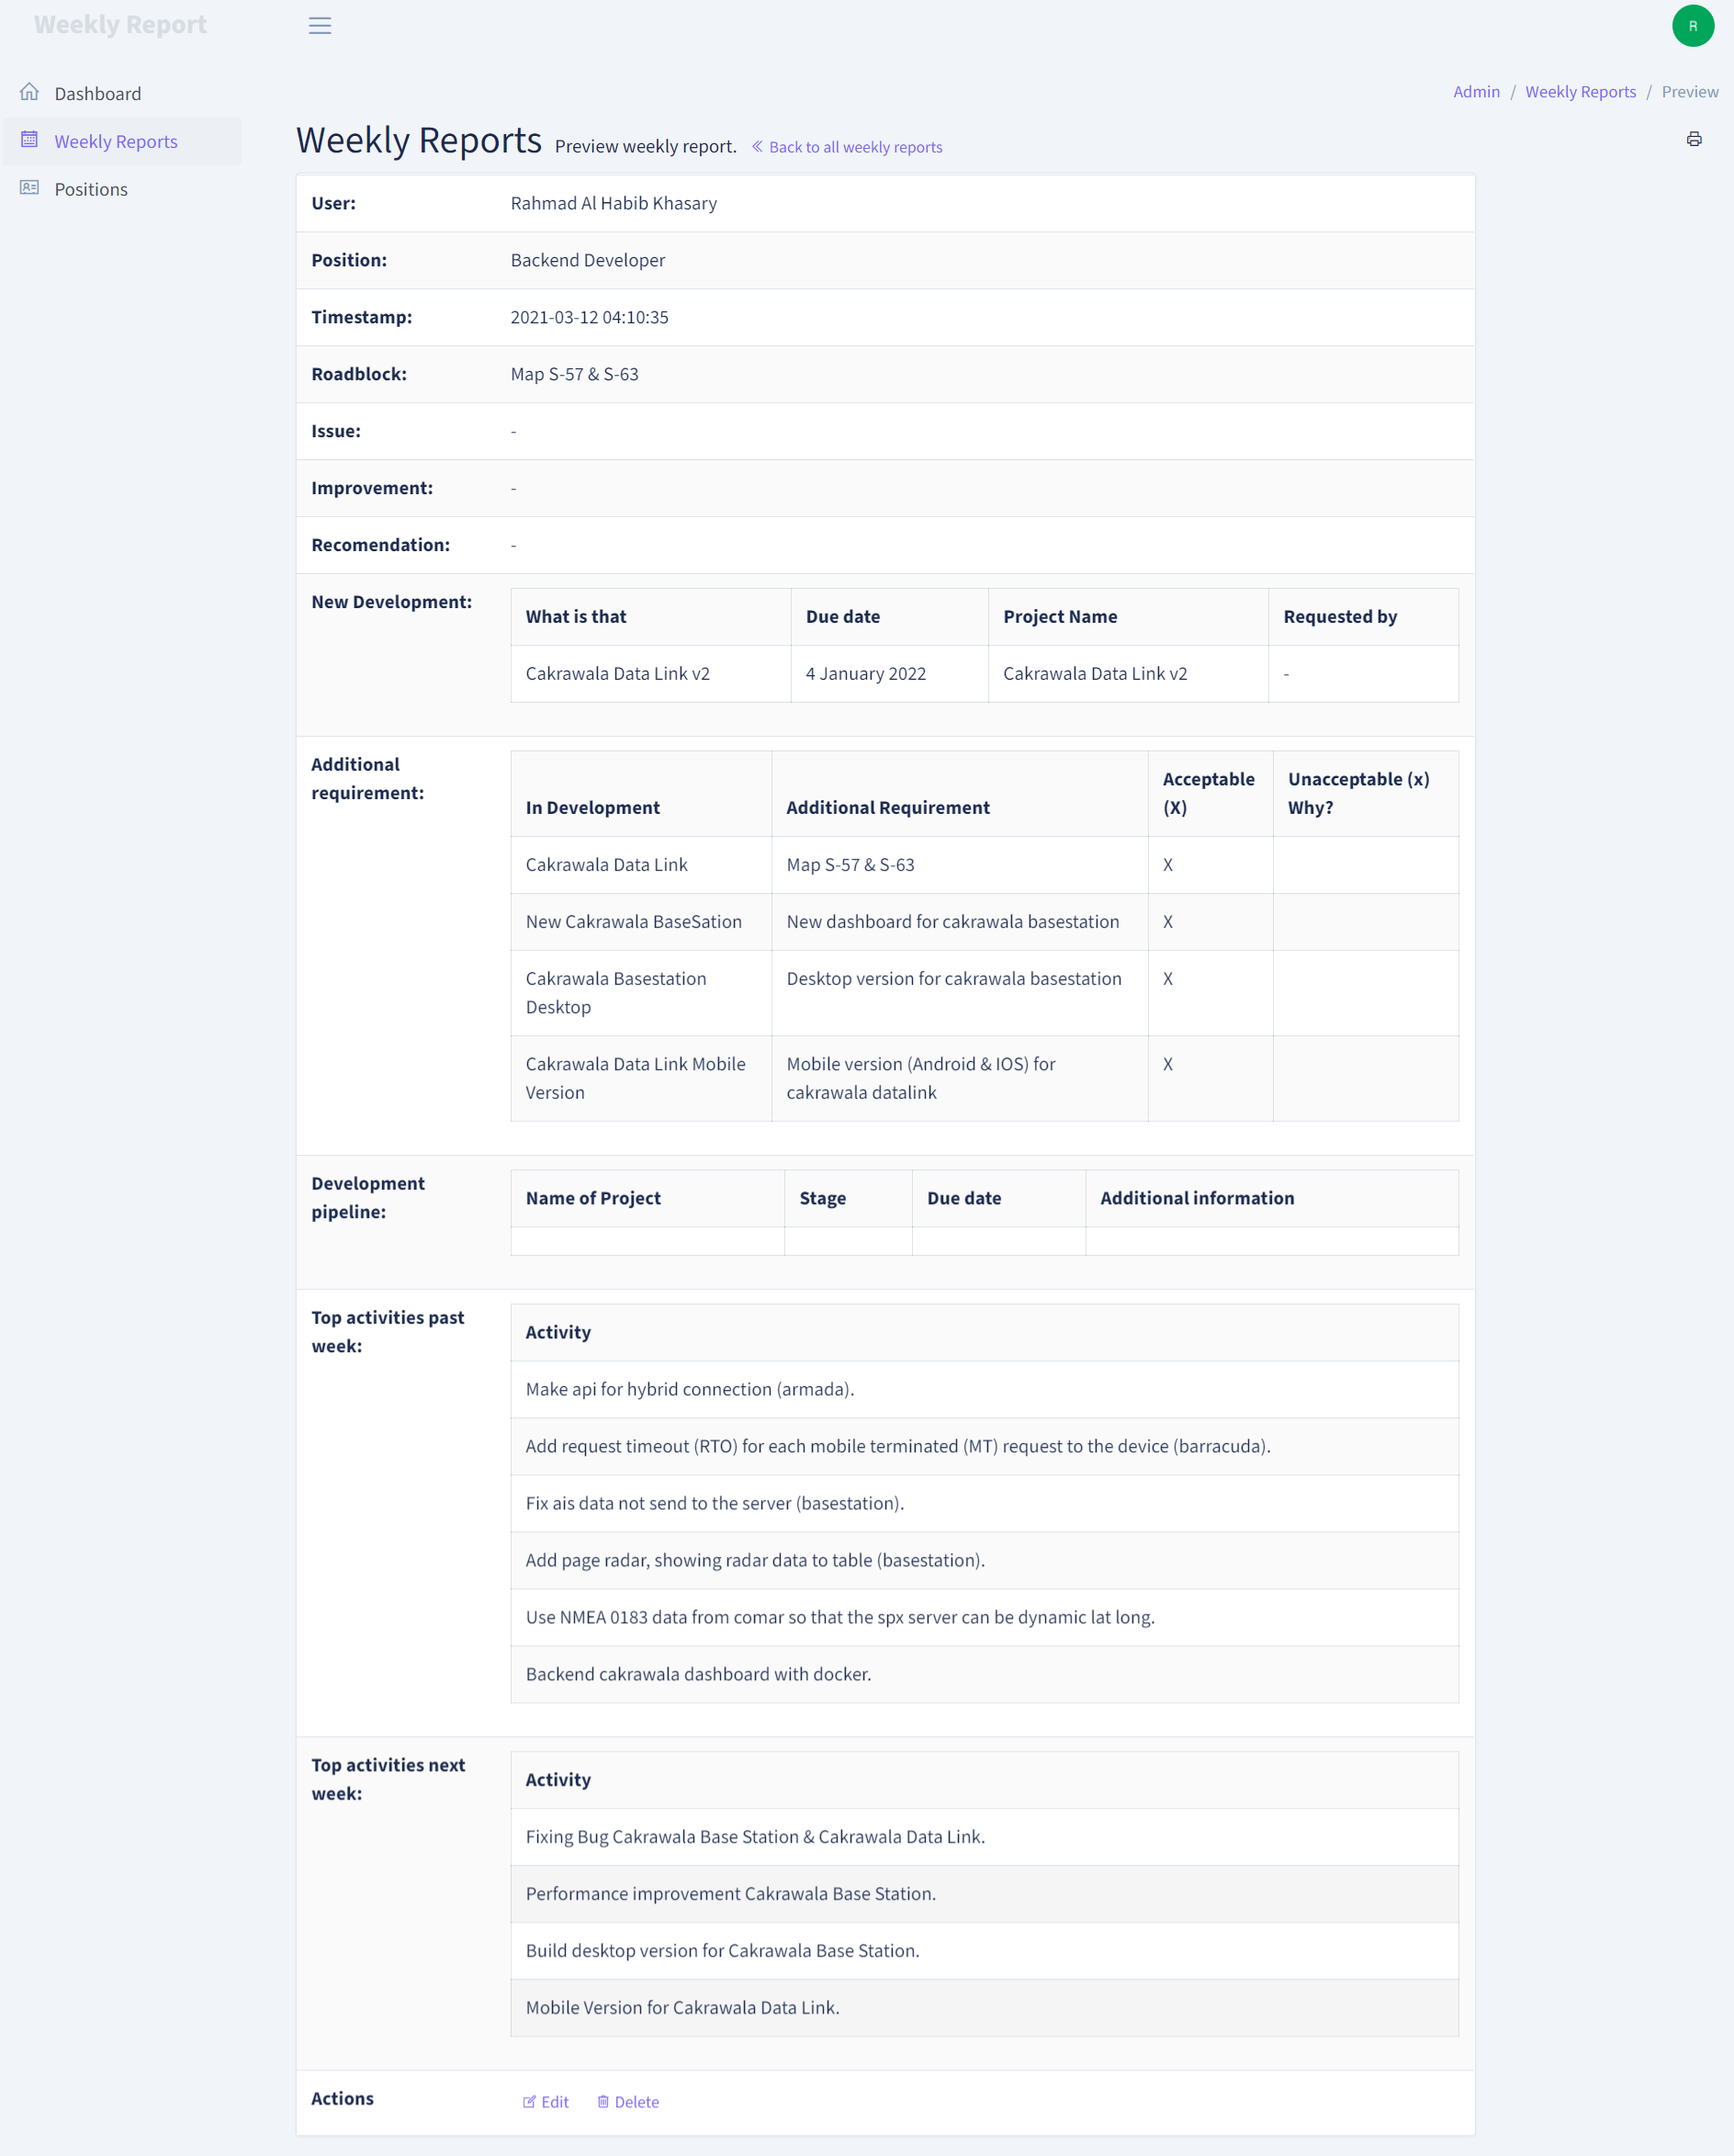 Weekly Report
R
Dashboard
Weekly Reports
Positions
Admin / Weekly Reports / Preview
Weekly Reports Preview weekly report. « Back to all weekly reports
User: Rahmad Al Habib Khasary
Position: Backend Developer
Timestamp: 2021-03-12 04:10:35
Roadblock: Map S-57 & S-63
Issue: -
Improvement: -
Recomendation: -
New Development:
What is that Due date Project Name Requested by
Cakrawala Data Link v2 4 January 2022 Cakrawala Data Link v2 -
Additional
requirement:
In Development Additional Requirement Acceptable
(X) Unacceptable (x)
Why?
Cakrawala Data Link Map S-57 & S-63 X
New Cakrawala BaseSation New dashboard for cakrawala basestation X
Cakrawala Basestation
Desktop Desktop version for cakrawala basestation X
Cakrawala Data Link Mobile
Version Mobile version (Android & IOS) for
cakrawala datalink X
Development
pipeline:
Name of Project Stage Due date Additional information
Top activities past
week:
Activity
Make api for hybrid connection (armada).
Add request timeout (RTO) for each mobile terminated (MT) request to the device (barracuda).
Fix ais data not send to the server (basestation).
Add page radar, showing radar data to table (basestation).
Use NMEA 0183 data from comar so that the spx server can be dynamic lat long.
Backend cakrawala dashboard with docker.
Top activities next
week:
Activity
Fixing Bug Cakrawala Base Station & Cakrawala Data Link.
Performance improvement Cakrawala Base Station.
Build desktop version for Cakrawala Base Station.
Mobile Version for Cakrawala Data Link.
Actions Edit Delete